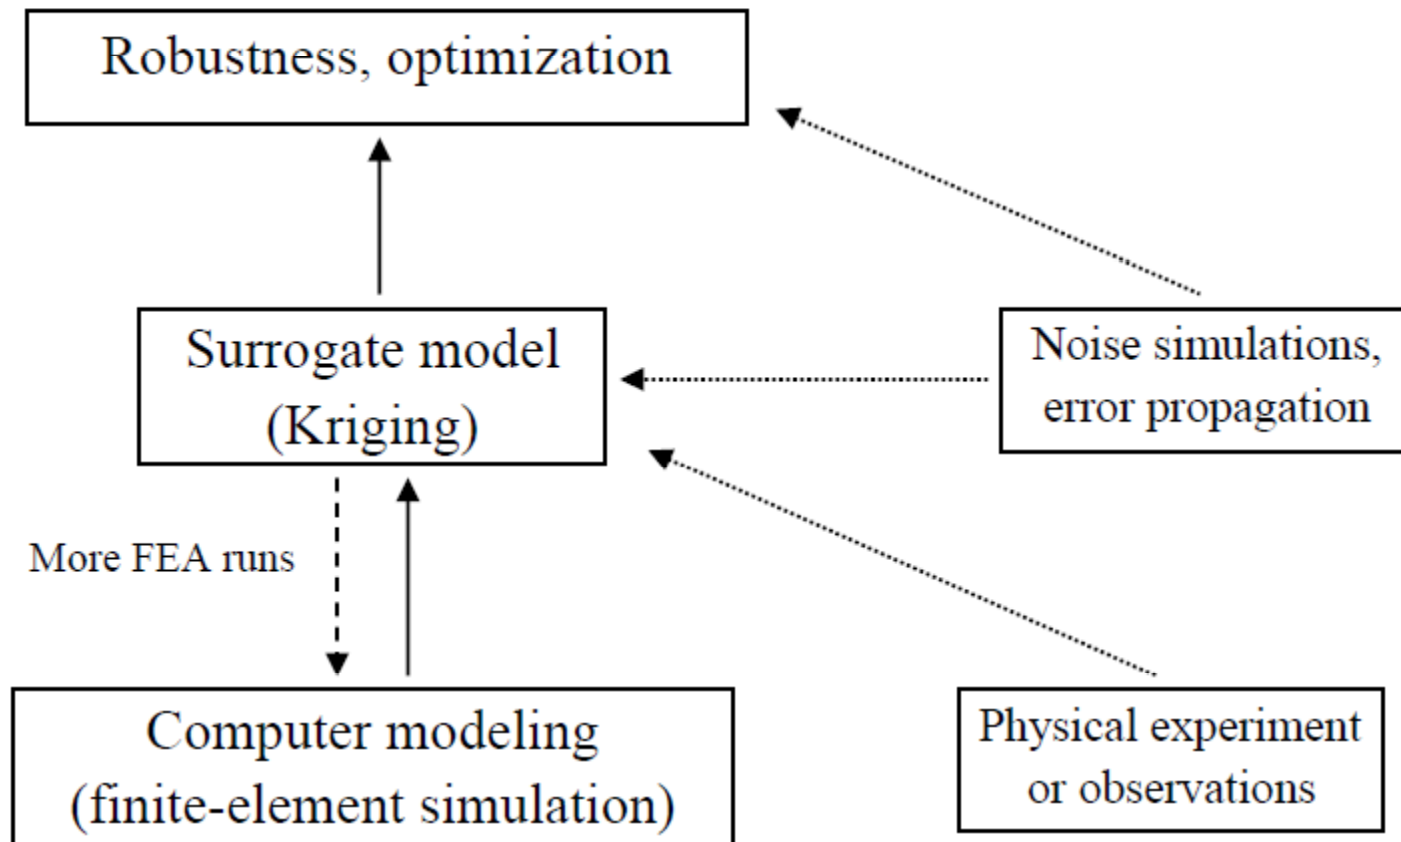 Robustness, optimization
Surrogate model
(Kriging)
Noise simulations,
error propagation
More FEA runs
Computer modeling
(finite-element simulation)
Physical experiment
or observations